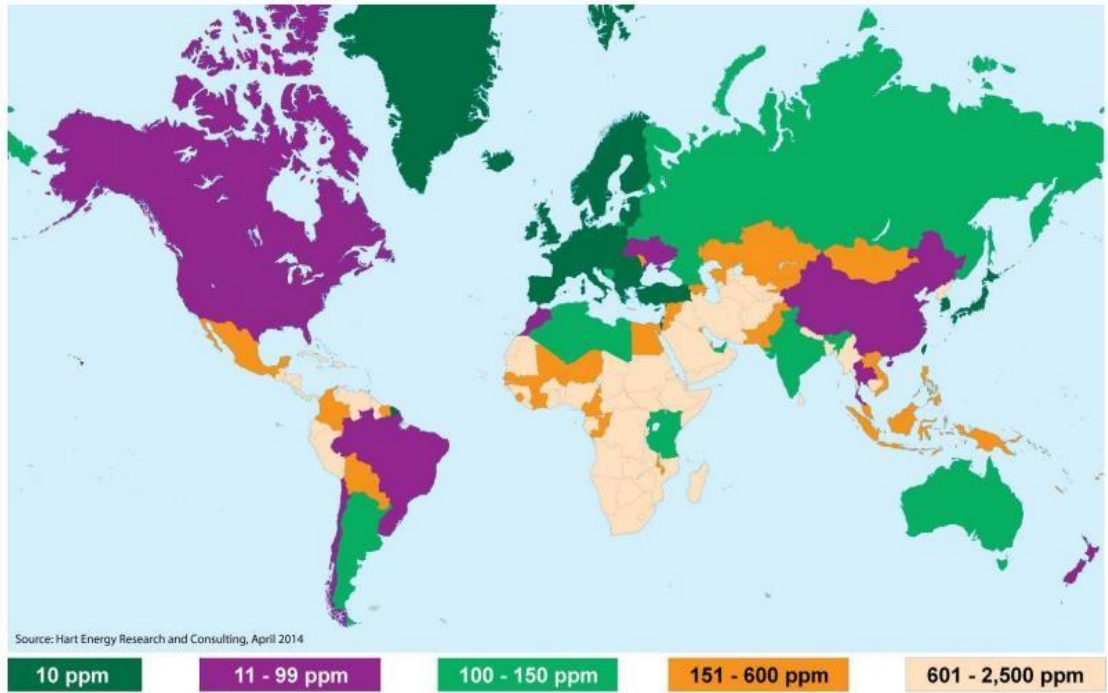 Source: Hart Energy Research and Consulting, April 2014
10 ppm 11 - 99 ppm 100 - 150 ppm 151 - 600 ppm 601 - 2,500 ppm